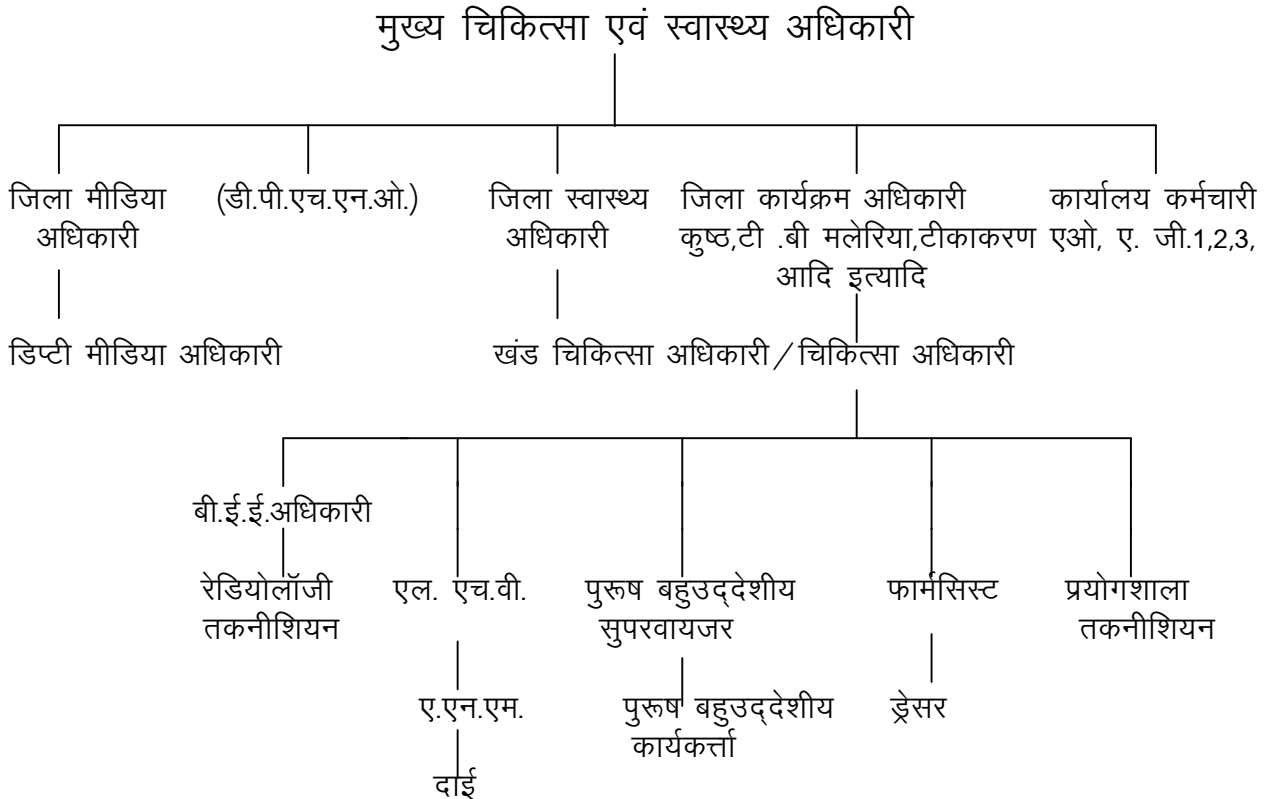 मुख्य चिकित्सा एवं स्वास्थ्य अधिकारी
जिला मीडिया
अधिकारी
(डी.पी.एच.एन.ओ.)
जिला स्वास्थ्य
अधिकारी
जिला कार्यक्रम अधिकारी
कुष्ठ,टी .बी मलेरिया,टीकाकरण
आदि इत्यादि
कार्यालय कर्मचारी
एओ, ए. जी.1,2,3,
डिप्टी मीडिया अधिकारी
खंड चिकित्सा अधिकारी/चिकित्सा अधिकारी
बी.ई.ई.अधिकारी
रेडियोलॉजी
तकनीशियन
एल. एच.वी.
पुरूष बहुउद्देशीय
सुपरवायजर
फार्मसिस्ट
प्रयोगशाला
तकनीशियन
ए.एन.एम.
पुरूष बहुउद्देशीय
कार्यकर्त्ता
ड्रेसर
दाई